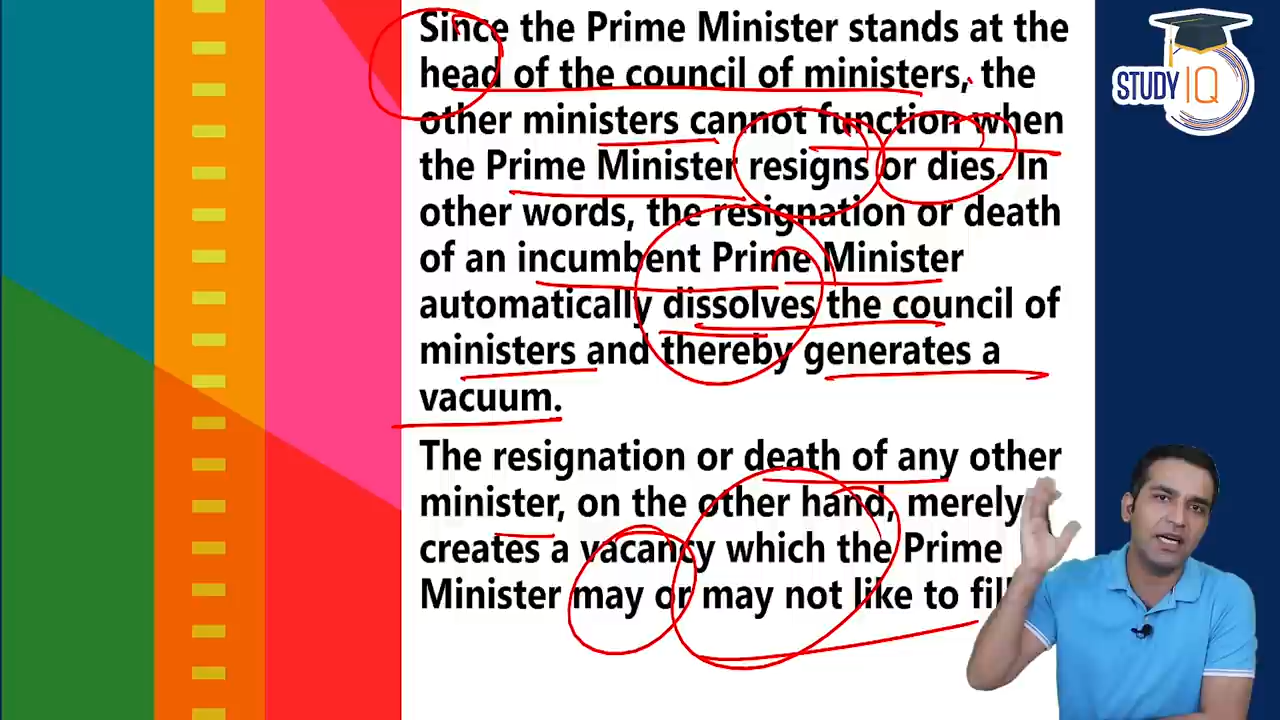 Since the Prime Minister stands at the
head of the council of ministers, the
other ministers cannot function when
the Prime Minister resigns or dies. In
other words, the resignation or death
of an incumbent Prime Minister
automatically dissolves the council of
ministers and thereby generates a
vacuum.
The resignation or death of any other
minister, on the other hand, merely
creates a vacancy which the Prime
Minister may or may not like to fill
STUDY IQ